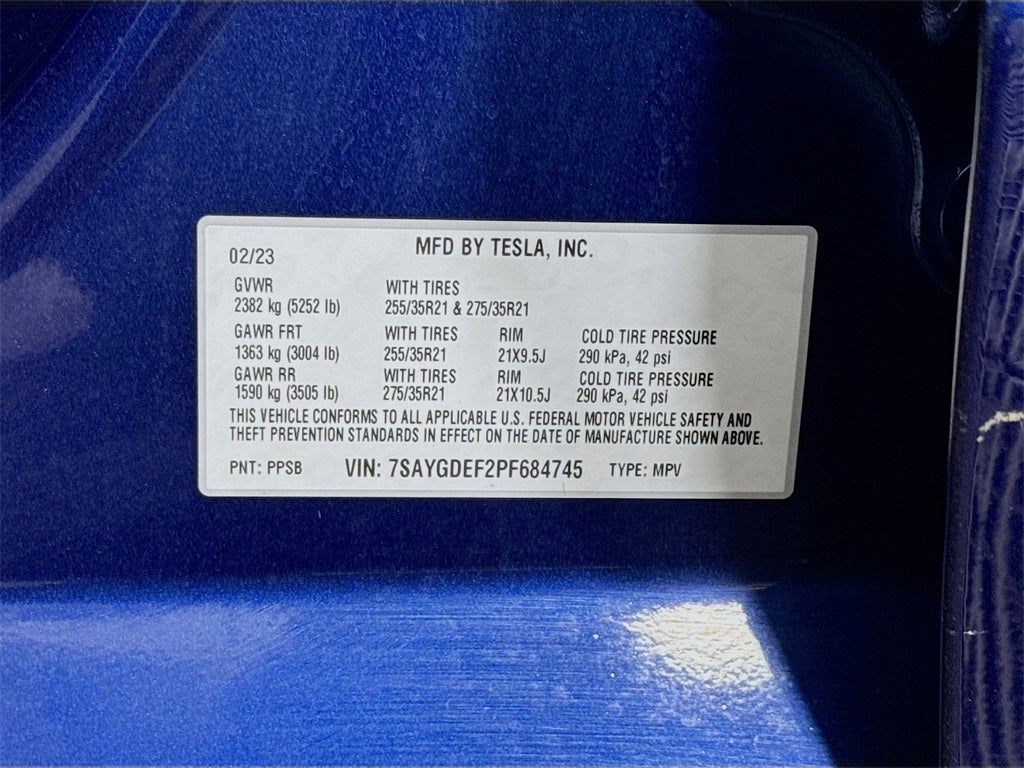 02/23 MFD BY TESLA, INC.
GVWR WITH TIRES
2382 kg (5252 lb) 255/35R21 & 275/35R21
GAWR FRT WITH TIRES RIM COLD TIRE PRESSURE
1363 kg (3004 lb) 255/35R21 21X9.5J 290 kPa, 42 psi
GAWR RR WITH TIRES RIM COLD TIRE PRESSURE
1590 kg (3505 lb) 275/35R21 21X10.5J 290 kPa, 42 psi
THIS VEHICLE CONFORMS TO ALL APPLICABLE U.S. FEDERAL MOTOR VEHICLE SAFETY AND
THEFT PREVENTION STANDARDS IN EFFECT ON THE DATE OF MANUFACTURE SHOWN ABOVE.
PNT: PPSB VIN: 7SAYGDEF2PF684745 TYPE: MPV